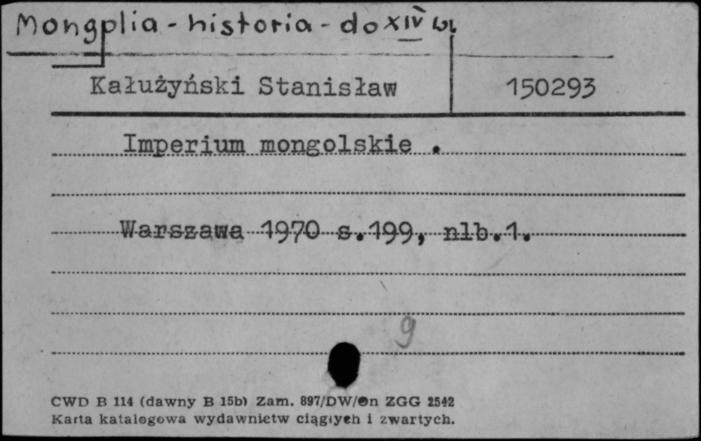 Mongolia - historia - do XIV w.
Kałużyński Stanisław 150293
Imperium mongolskie .
Warszawa 1970 s.199, nlb.1.
9
CWD B 114 (dawny B 15b) Zam. 897/DW/en ZGG 2542
Karta katalogowa wydawnictw ciągłych i zwartych.